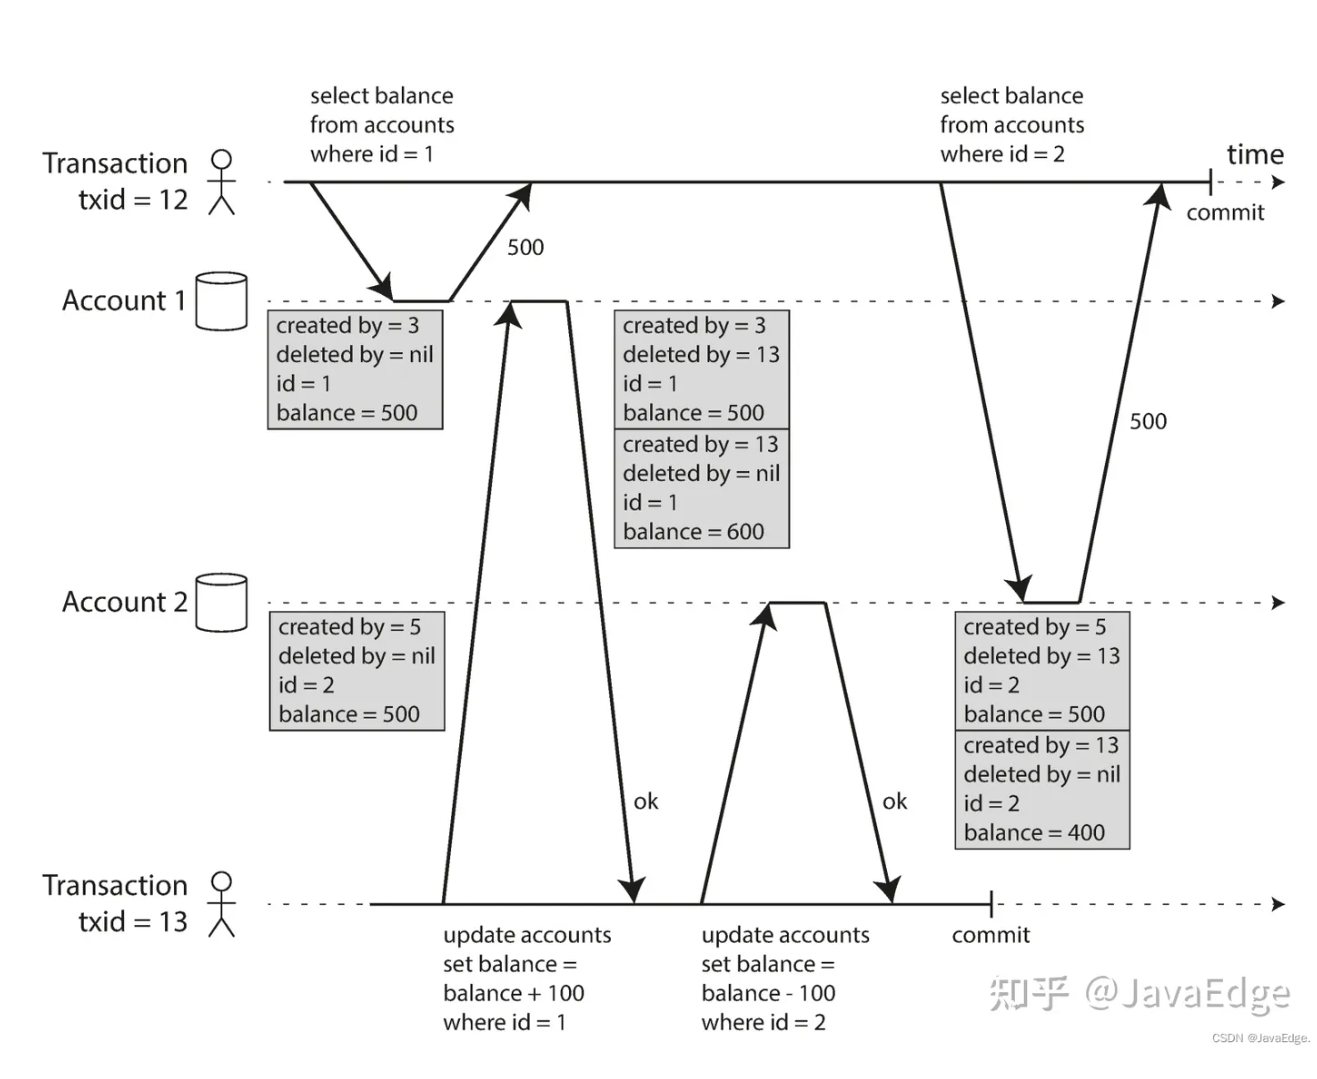 select balance
from accounts
where id = 1
select balance
from accounts
where id = 2
time
Transaction
txid = 12
commit
500
Account 1
created by = 3
deleted by = nil
id = 1
balance = 500
created by = 3
deleted by = 13
id = 1
balance = 500
created by = 13
deleted by = nil
id = 1
balance = 600
500
Account 2
created by = 5
deleted by = nil
id = 2
balance = 500
created by = 5
deleted by = 13
id = 2
balance = 500
created by = 13
deleted by = nil
id = 2
balance = 400
ok
ok
Transaction
txid = 13
update accounts
set balance =
balance + 100
where id = 1
update accounts
set balance =
balance - 100
where id = 2
commit
知乎 @JavaEdge
CSDN @JavaEdge.